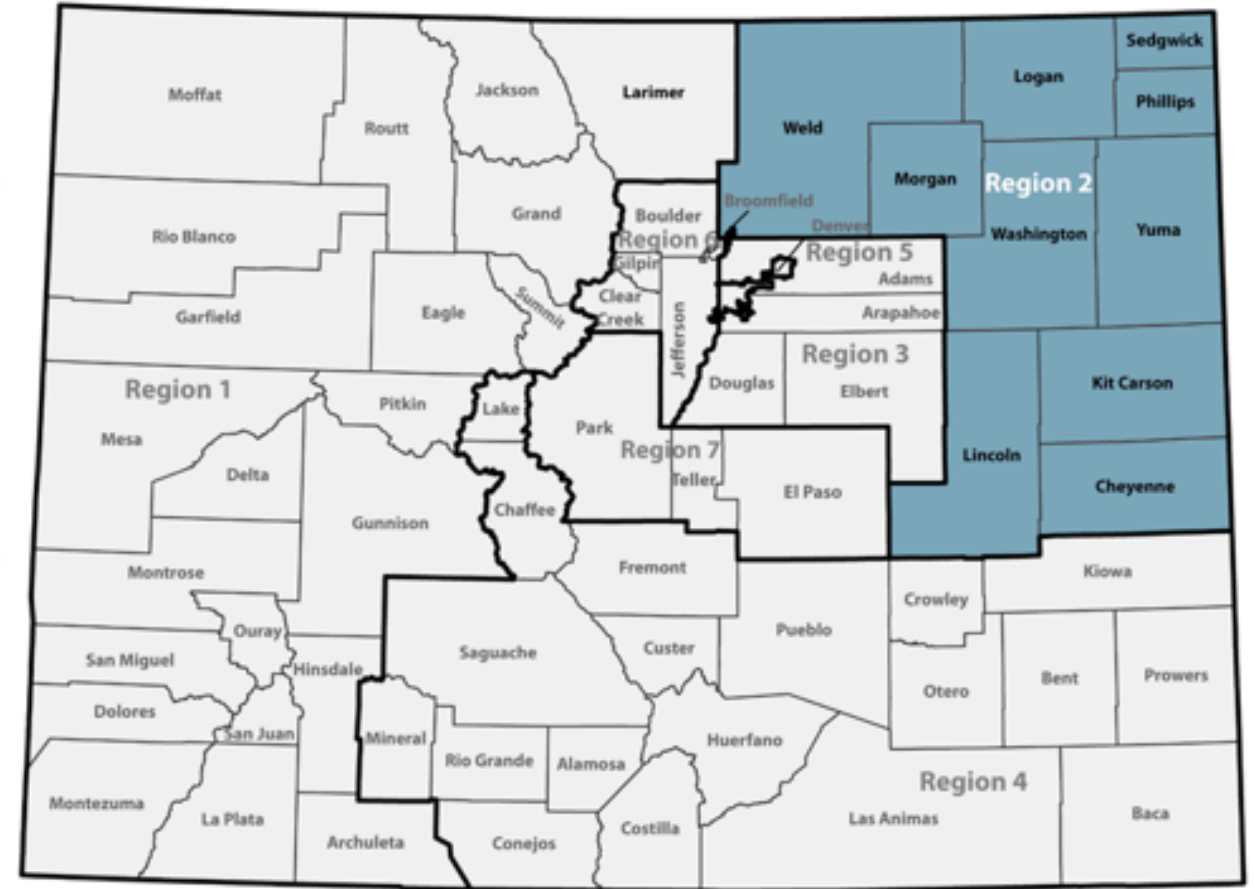 Sedgwick
Logan
Jackson
Larimer
Moffat
Phillips
Routt
Weld
Morgan
Region 2
Broomfield
Grand
Boulder
Denver
Rio Blanco
Region 6
Washington
Yuma
Region 5
Gilpin
Adams
Clear
Creek
Summit
Eagle
Garfield
Arapahoe
Jefferson
Region 3
Region 1
Douglas
Elbert
Kit Carson
Pitkin
Lake
Park
Mesa
Region 7
Lincoln
Delta
Teller
El Paso
Cheyenne
Chaffee
Gunnison
Montrose
Fremont
Kiowa
Crowley
Ouray
Pueblo
San Miguel
Hinsdale
Saguache
Custer
Otero
Bent
Prowers
Dolores
San Juan
Mineral
Huerfano
Rio Grande
Alamosa
Region 4
Montezuma
La Plata
Costilla
Las Animas
Baca
Archuleta
Conejos